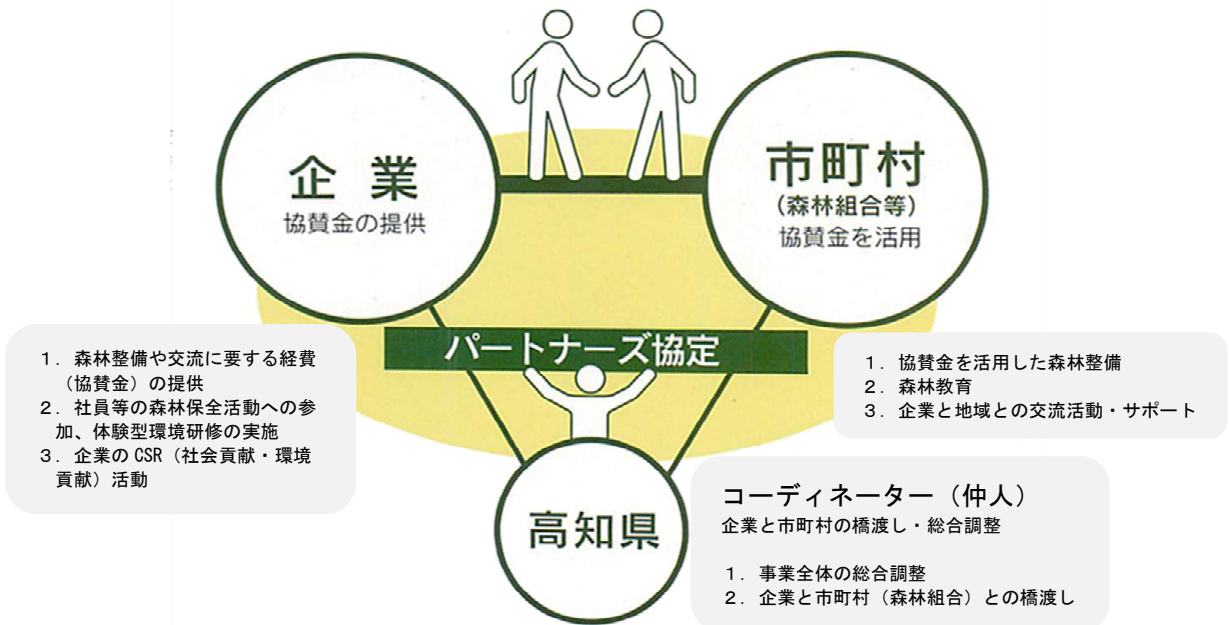 企業
協賛金の提供
市町村
(森林組合等)
協賛金を活用
パートナーズ協定
1. 森林整備や交流に要する経費
(協賛金)の提供
2. 社員等の森林保全活動への参
加、体験型環境研修の実施
3. 企業の CSR(社会貢献・環境
貢献)活動
1. 協賛金を活用した森林整備
2. 森林教育
3. 企業と地域との交流活動・サポート
高知県
コーディネーター(仲人)
企業と市町村の橋渡し・総合調整
1. 事業全体の総合調整
2. 企業と市町村(森林組合)との橋渡し